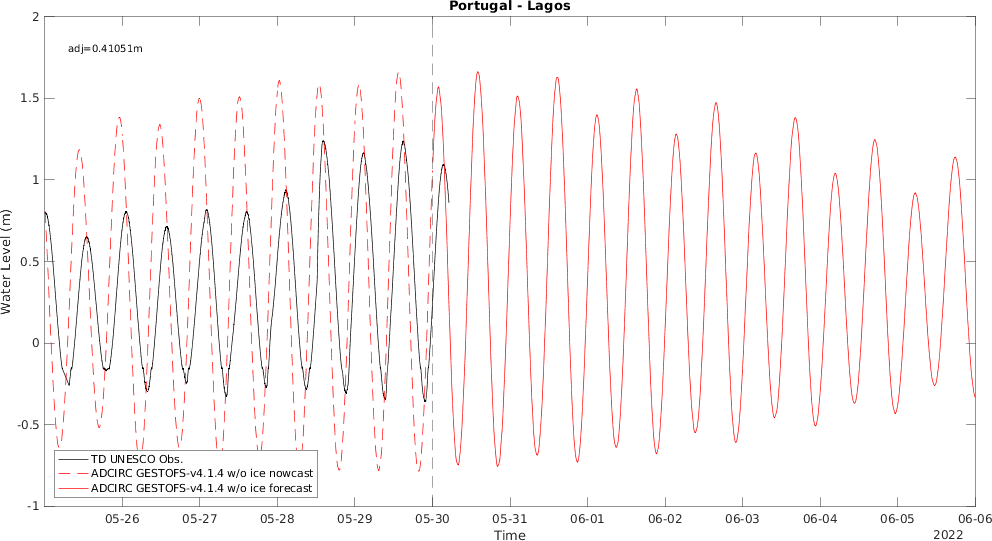 Portugal - Lagos
adj=0.41051m
2
1.5
1
0.5
0
-0.5
-1
Water Level (m)
TD UNESCO Obs.
ADCIRC GESTOFS-v4.1.4 w/o ice nowcast
ADCIRC GESTOFS-v4.1.4 w/o ice forecast
05-26 05-27 05-28 05-29 05-30 05-31 06-01 06-02 06-03 06-04 06-05 06-06
Time
2022